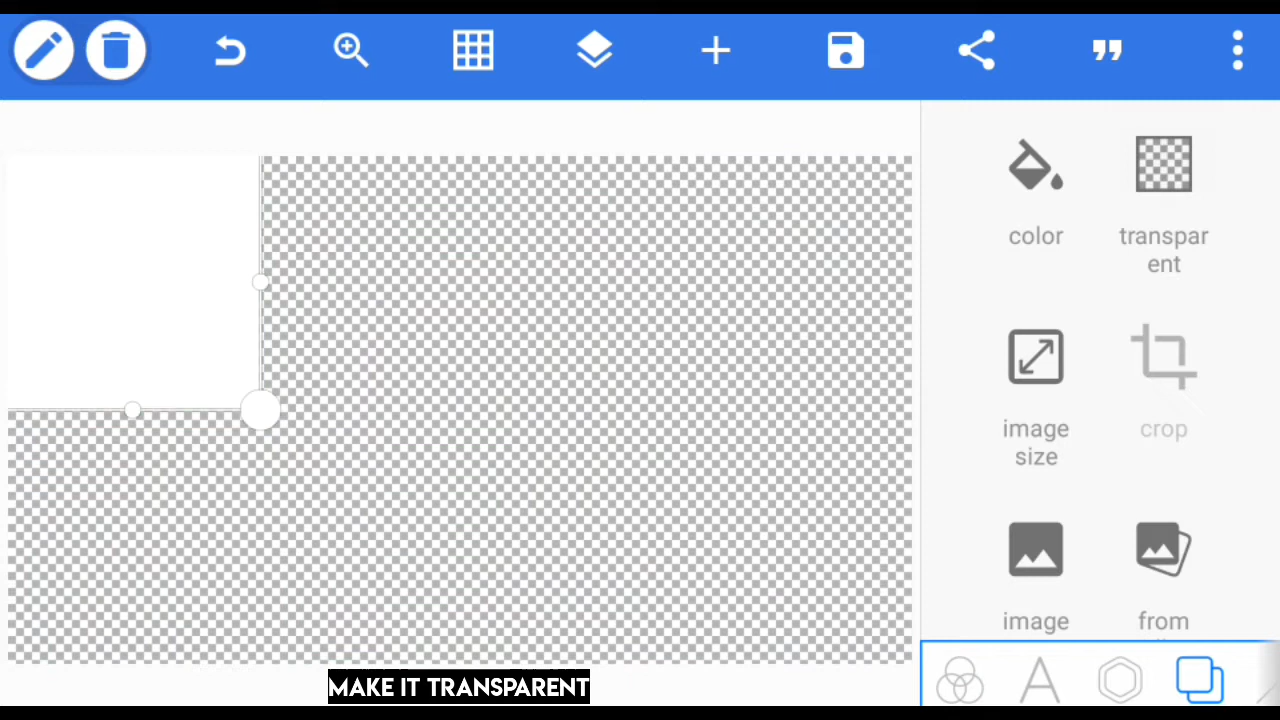 color
transpar
ent
image
size
crop
image
from
MAKE IT TRANSPARENT